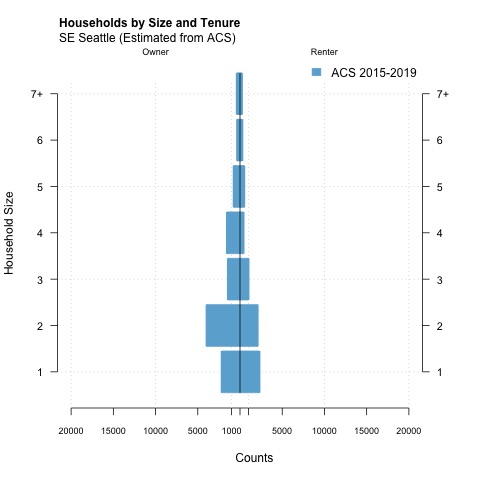 Households by Size and Tenure
SE Seattle (Estimated from ACS)
Owner
Renter
ACS 2015-2019
7+
7+
6
6
5
5
4
4
3
3
2
2
1
1
Household Size
20000 15000 10000 5000 1000 5000 10000 15000 20000
Counts